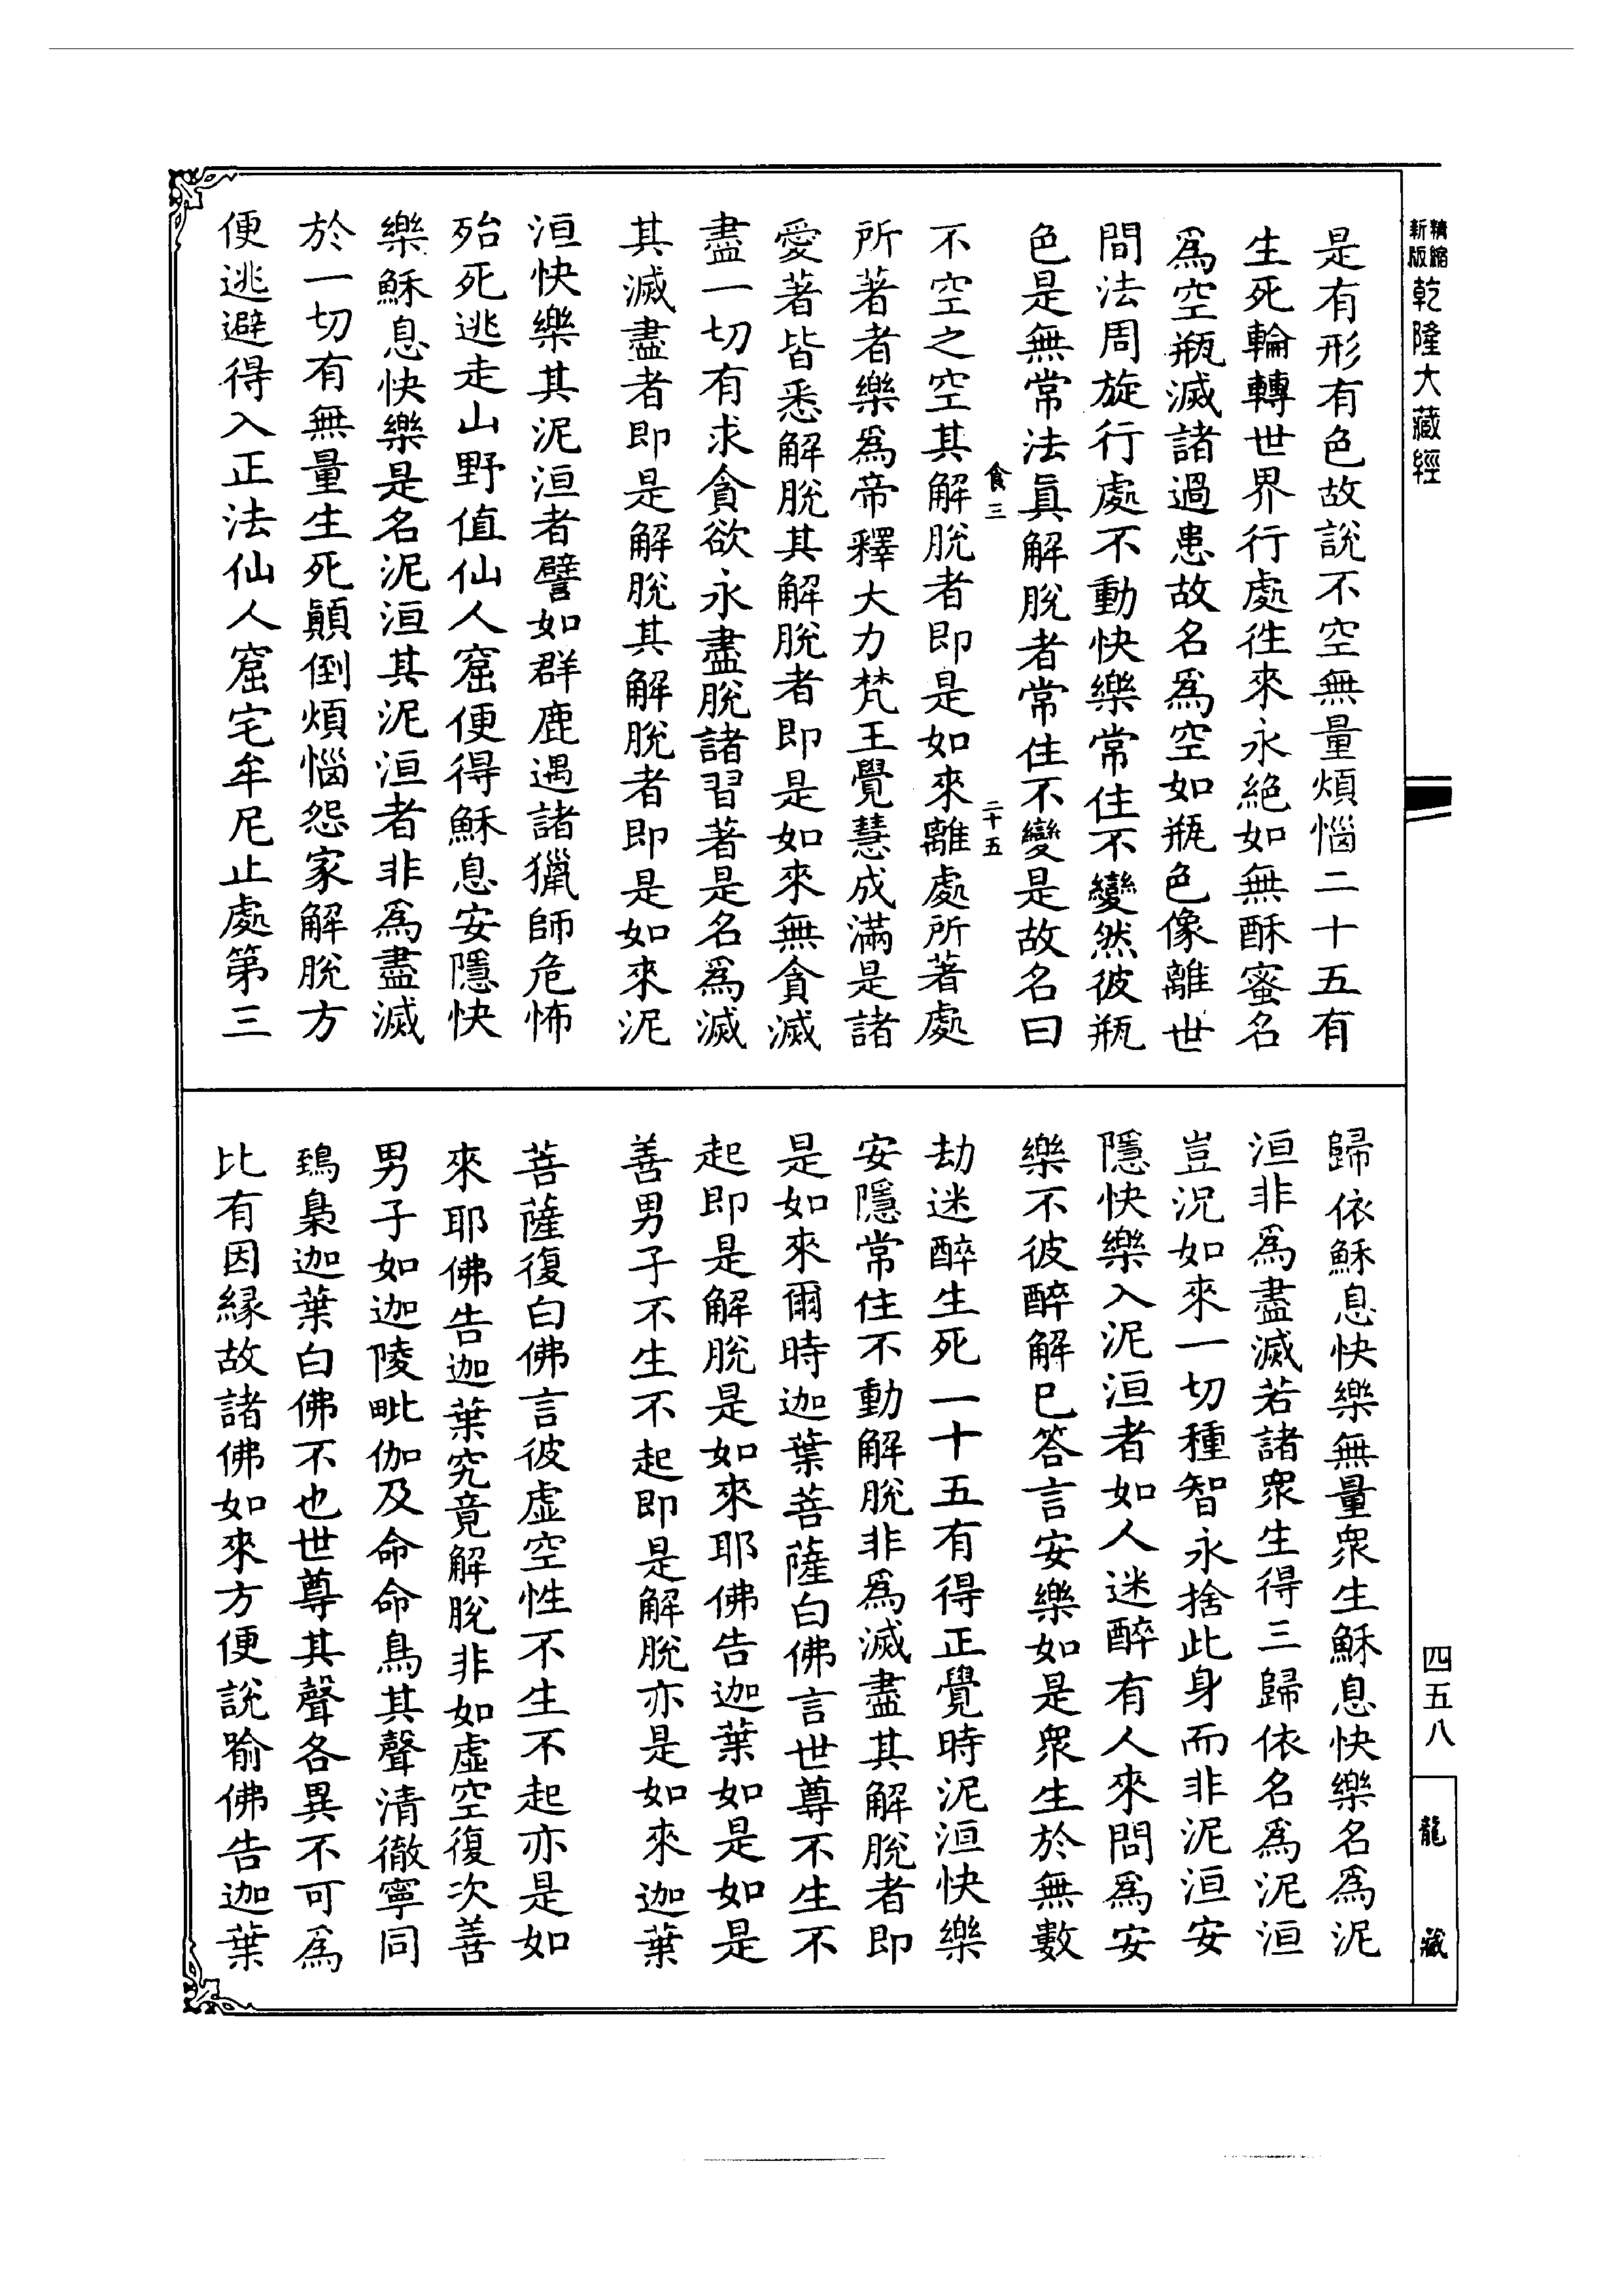 精縮新版乾隆大藏經
是有形有色故說不空無量煩惱二十五有
生死輪轉世界行處徃來永絕如無酥蜜名
爲空瓶滅諸過患故名爲空如瓶色像離世
間法周旋行處不動快樂常住不變然彼瓶
色是無常法眞解脫者常住不變是故名曰
食三
二十五
不空之空其解脫者即是如來離處所著處
所著者樂爲帝釋大力梵王覺慧成滿是諸
愛著皆悉解脫其解脫者即是如來無貪滅
盡一切有求貪欲永盡脫諸習著是名爲滅
其滅盡者即是解脫其解脫者即是如來泥
洹快樂其泥洹者譬如群鹿遇諸獵師危怖
殆死逃走山野值仙人窟便得穌息安隱快
樂穌息快樂是名泥洹其泥洹者非爲盡滅
於一切有無量生死顚倒煩惱怨家解脫方
便逃避得入正法仙人窟宅牟尼止處第三
歸依穌息快樂無量衆生穌息快樂名爲泥
洹非爲盡滅若諸衆生得三歸依名爲泥洹
豈況如來一切種智永捨此身而非泥洹安
隱快樂入泥洹者如人迷醉有人來問爲安
樂不彼醉解巳答言安樂如是衆生於無數
劫迷醉生死一十五有得正覺時泥洹快樂
安隱常住不動解脫非爲滅盡其解脫者即
是如來爾時迦葉菩薩白佛言世尊不生不
起即是解脫是如來耶佛告迦葉如是如是
善男子不生不起即是解脫亦是如來迦葉
菩薩復白佛言彼虛空性不生不起亦是如
來耶佛告迦葉究竟解脫非如虛空復次善
男子如迦陵毗伽及命命鳥其聲清徹寧同
鵄梟迦葉白佛不也世尊其聲各異不可爲
比有因緣故諸佛如來方便說喻佛告迦葉
四五八
龍藏